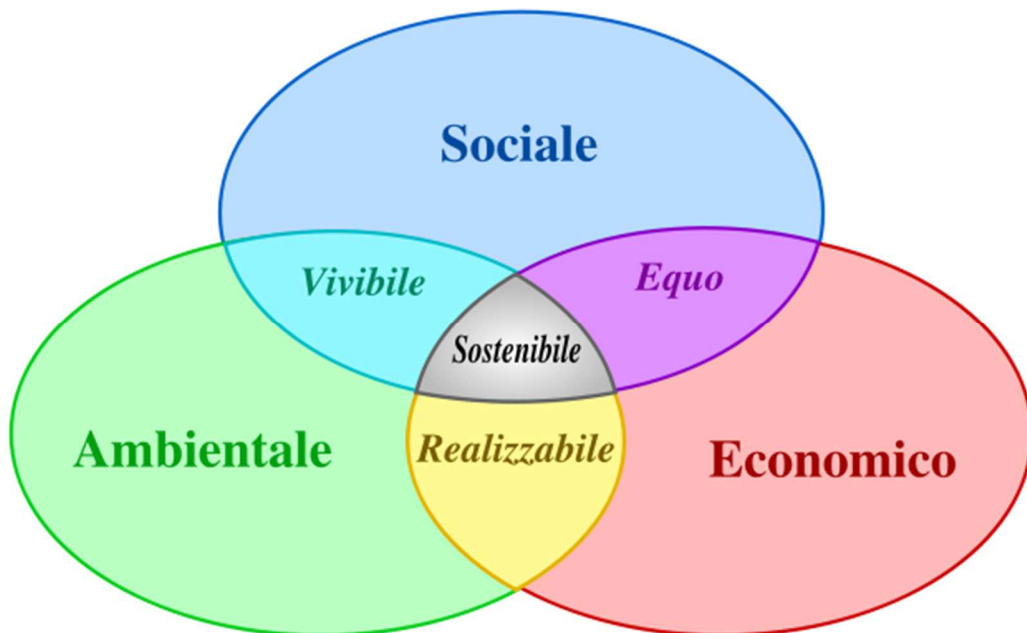 Sociale
Vivibile
Equo
Sostenibile
Ambientale
Realizzabile
Economico